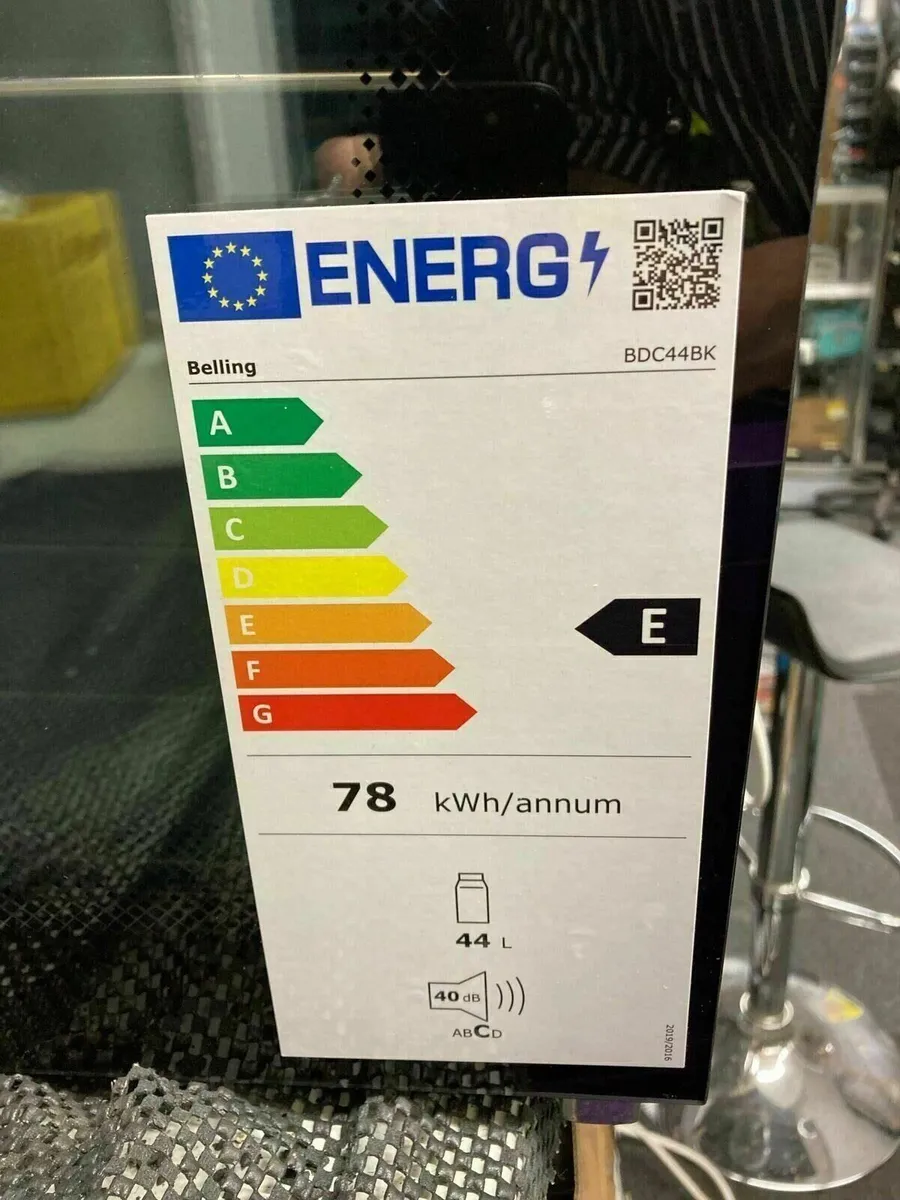 ENERG
Belling
BDC44BK
A
B
C
D
E
E
F
G
78 kWh/annum
44 L
40 dB
ABCD
2019/2016